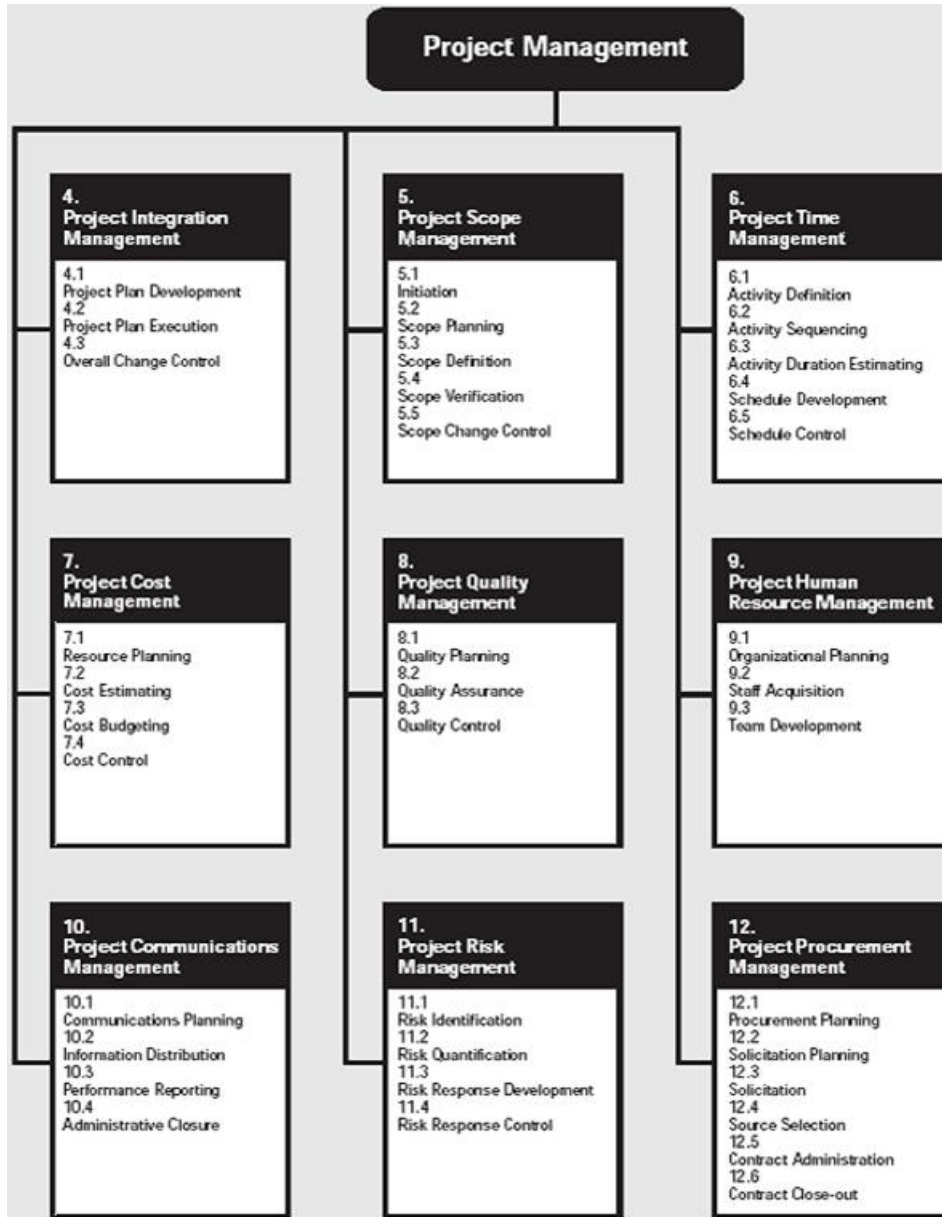 Project Management
4.
Project Integration
Management
4.1
Project Plan Development
4.2
Project Plan Execution
4.3
Overall Change Control
5.
Project Scope
Management
5.1
Initiation
5.2
Scope Planning
5.3
Scope Definition
5.4
Scope Verification
5.5
Scope Change Control
6.
Project Time
Management
6.1
Activity Definition
6.2
Activity Sequencing
6.3
Activity Duration Estimating
6.4
Schedule Development
6.5
Schedule Control
7.
Project Cost
Management
7.1
Resource Planning
7.2
Cost Estimating
7.3
Cost Budgeting
7.4
Cost Control
8.
Project Quality
Management
8.1
Quality Planning
8.2
Quality Assurance
8.3
Quality Control
9.
Project Human
Resource Management
9.1
Organizational Planning
9.2
Staff Acquisition
9.3
Team Development
10.
Project Communications
Management
10.1
Communications Planning
10.2
Information Distribution
10.3
Performance Reporting
10.4
Administrative Closure
11.
Project Risk
Management
11.1
Risk Identification
11.2
Risk Quantification
11.3
Risk Response Development
11.4
Risk Response Control
12.
Project Procurement
Management
12.1
Procurement Planning
12.2
Solicitation Planning
12.3
Solicitation
12.4
Source Selection
12.5
Contract Administration
12.6
Contract Close-out